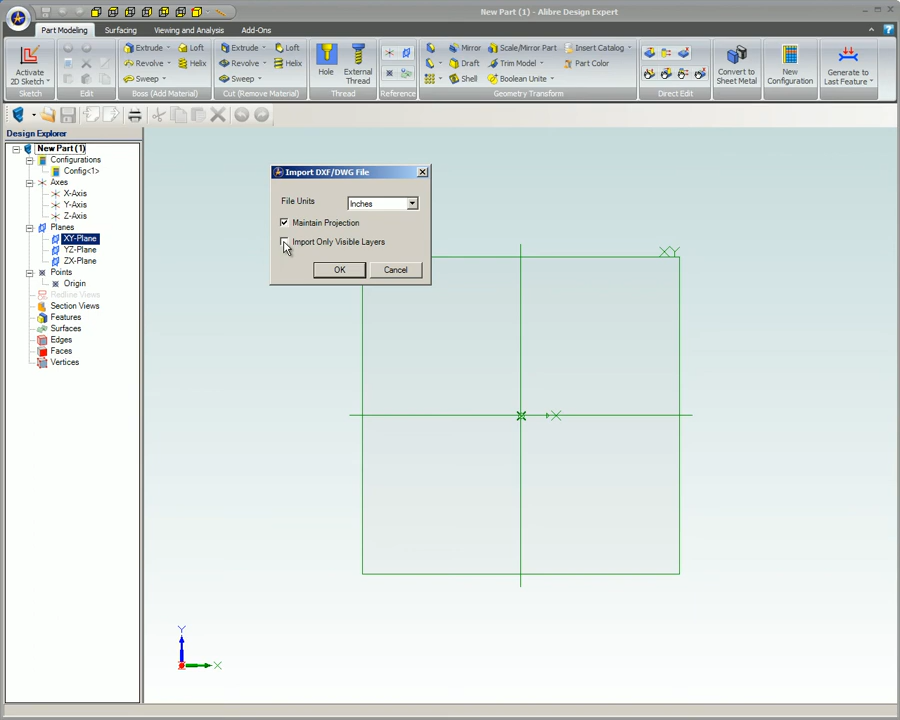 New Part (1) - Alibre Design Expert
Part Modeling Surfacing Viewing and Analysis Add-Ons
Activate 2D Sketch
Sketch
Edit
Extrude Loft
Revolve Helix
Sweep
Boss (Add Material)
Extrude Loft
Revolve Helix
Sweep
Cut (Remove Material)
Hole External Thread
Thread
Reference
Mirror Scale/Morph Part Insert Catalog
Draft Trim Model Part Color
Shell Boolean Unite
Geometry Transform
Direct Edit
Convert to Sheet Metal
New Configuration
Generate to Last Feature
Design Explorer
New Part (1)
Configurations
Config<1>
Axes
X-Axis
Y-Axis
Z-Axis
Planes
XY-Plane
YZ-Plane
ZX-Plane
Points
Origin
Redline Views
Section Views
Features
Surfaces
Edges
Faces
Vertices
Import DXF/DWG File
File Units Inches
Maintain Projection
Import Only Visible Layers
OK Cancel
XY
X
Y
X